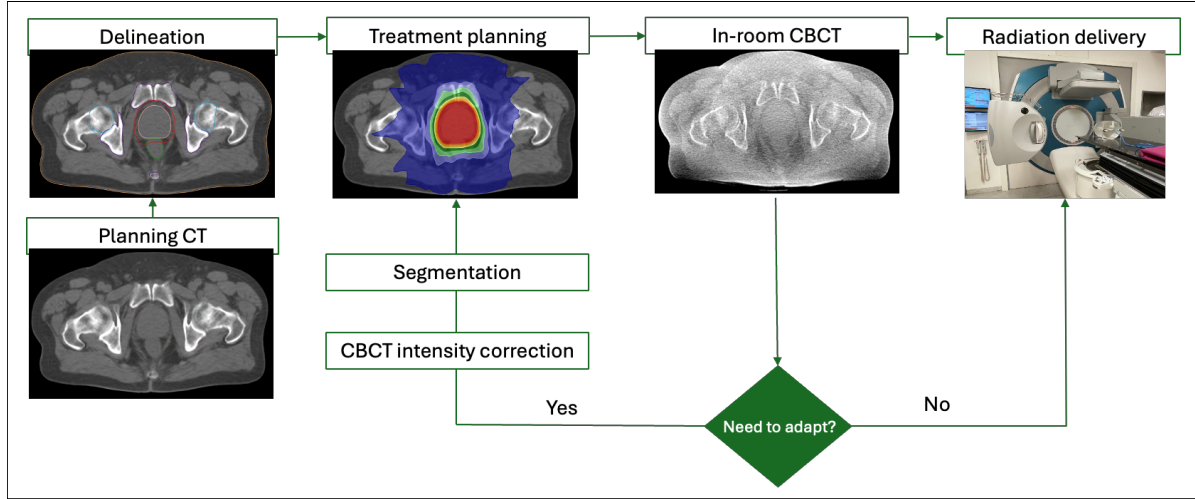 Delineation
Treatment planning
In-room CBCT
Radiation delivery
Planning CT
Segmentation
CBCT intensity correction
Yes
Need to adapt?
No